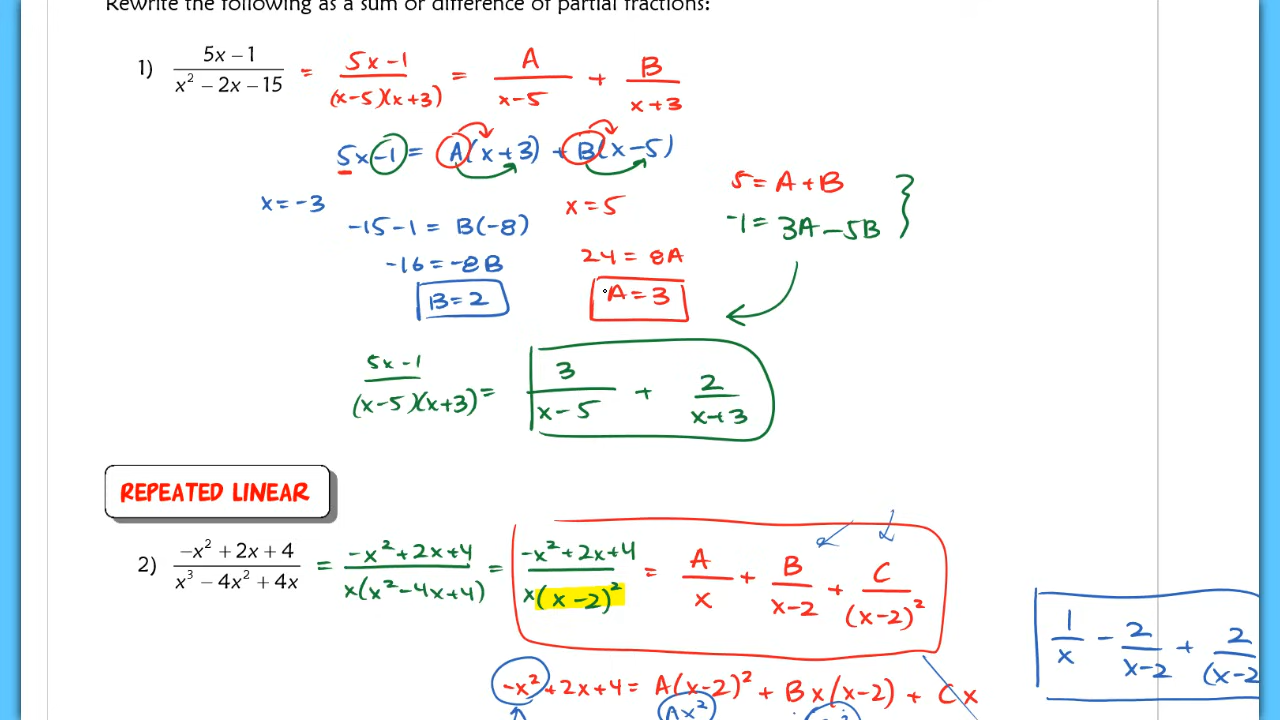 Rewrite the following as a sum or difference of partial fractions:
1) (5x − 1)/(x² − 2x − 15) = (5x − 1)/((x−5)(x+3)) = A/(x−5) + B/(x+3)
5x − 1 = A(x+3) + B(x−5)
x = −3
−15 − 1 = B(−8)
−16 = −8B
B = 2
x = 5
24 = 8A
A = 3
5 = A + B
−1 = 3A − 5B
(5x − 1)/((x−5)(x+3)) = 3/(x−5) + 2/(x+3)
REPEATED LINEAR
2) (−x² + 2x + 4)/(x³ − 4x² + 4x) = (−x² + 2x + 4)/(x(x² − 4x + 4)) = (−x² + 2x + 4)/(x(x−2)²) = A/x + B/(x−2) + C/(x−2)²
1/x − 2/(x−2) + 2/(x−2
−x² + 2x + 4 = A(x−2)² + Bx(x−2) + Cx
Ax²